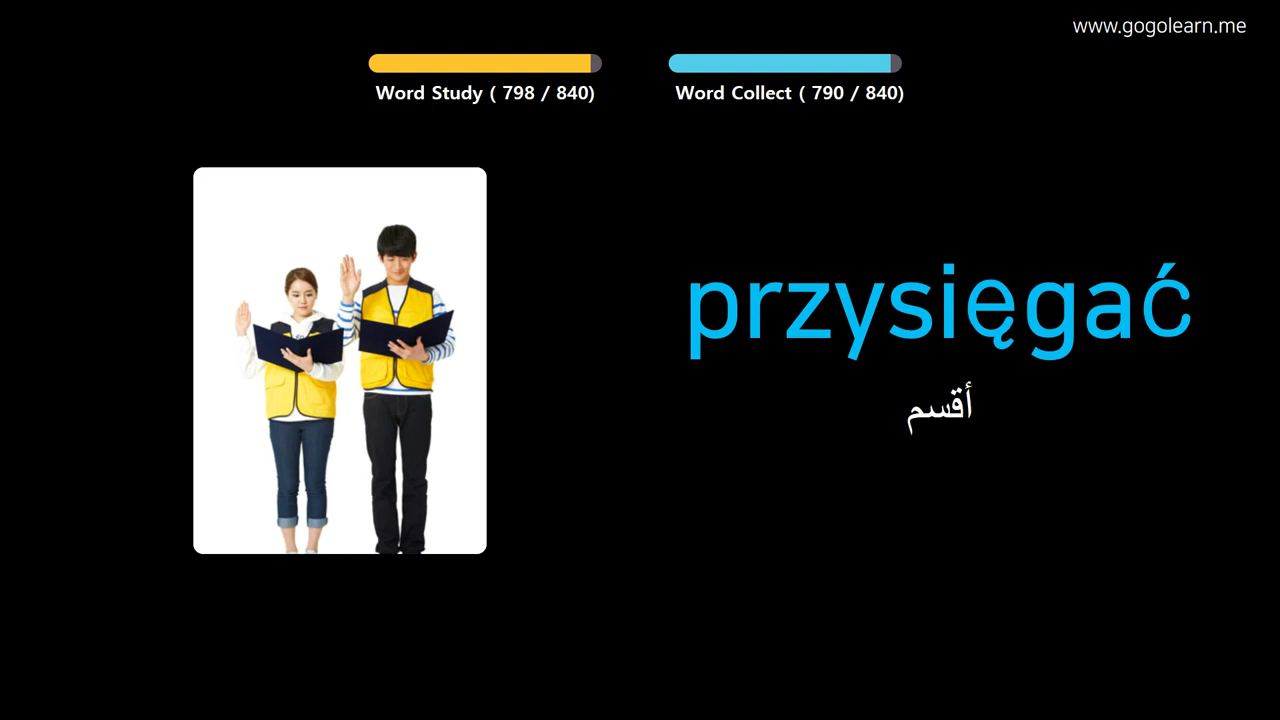 www.gogolearn.me
Word Study ( 798 / 840)
Word Collect ( 790 / 840)
przysięgać
أقسم